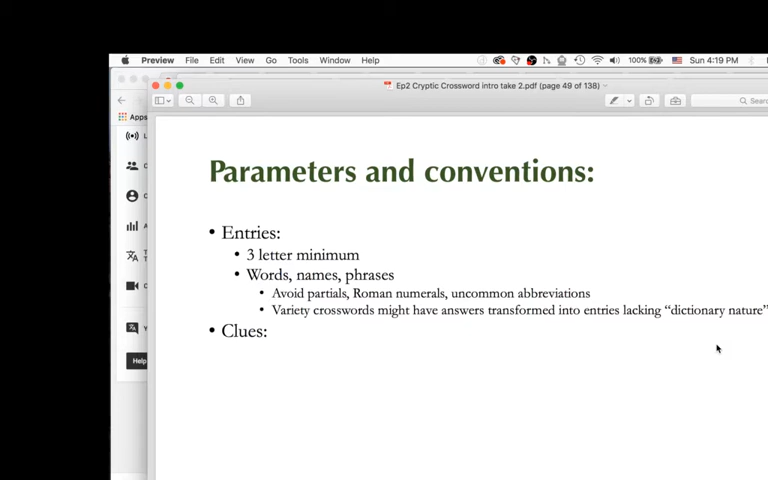 Preview File Edit View Go Tools Window Help 100% Sun 4:19 PM
Ep2 Cryptic Crossword intro take 2.pdf (page 49 of 138)
Apps
Parameters and conventions:
• Entries:
• 3 letter minimum
• Words, names, phrases
• Avoid partials, Roman numerals, uncommon abbreviations
• Variety crosswords might have answers transformed into entries lacking “dictionary nature”
• Clues:
Help